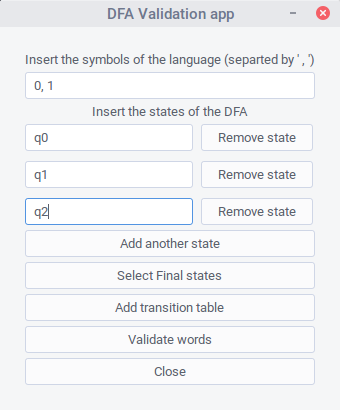 DFA Validation app
Insert the symbols of the language (separted by ' , ')
0, 1
Insert the states of the DFA
q0 Remove state
q1 Remove state
q2 Remove state
Add another state
Select Final states
Add transition table
Validate words
Close